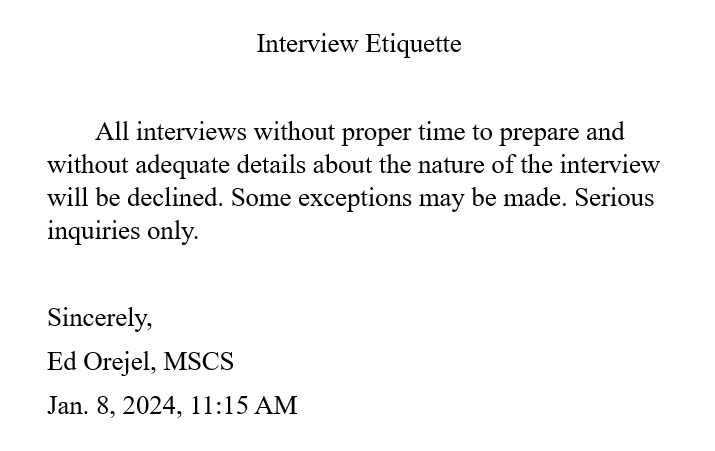 Interview Etiquette
All interviews without proper time to prepare and
without adequate details about the nature of the interview
will be declined. Some exceptions may be made. Serious
inquiries only.
Sincerely,
Ed Orejel, MSCS
Jan. 8, 2024, 11:15 AM